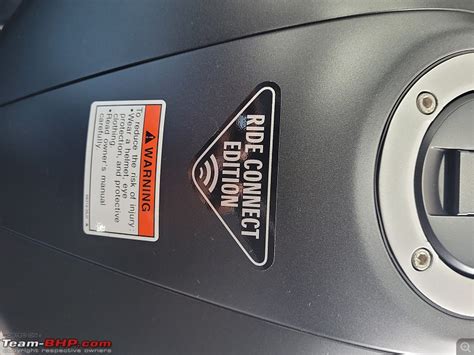 RIDE CONNECT
EDITION
WARNING
To reduce the risk of injury
• Wear a helmet, eye
protection, and protective
clothing
• Read owner's manual
carefully
Team-BHP.com
copyright respective owners